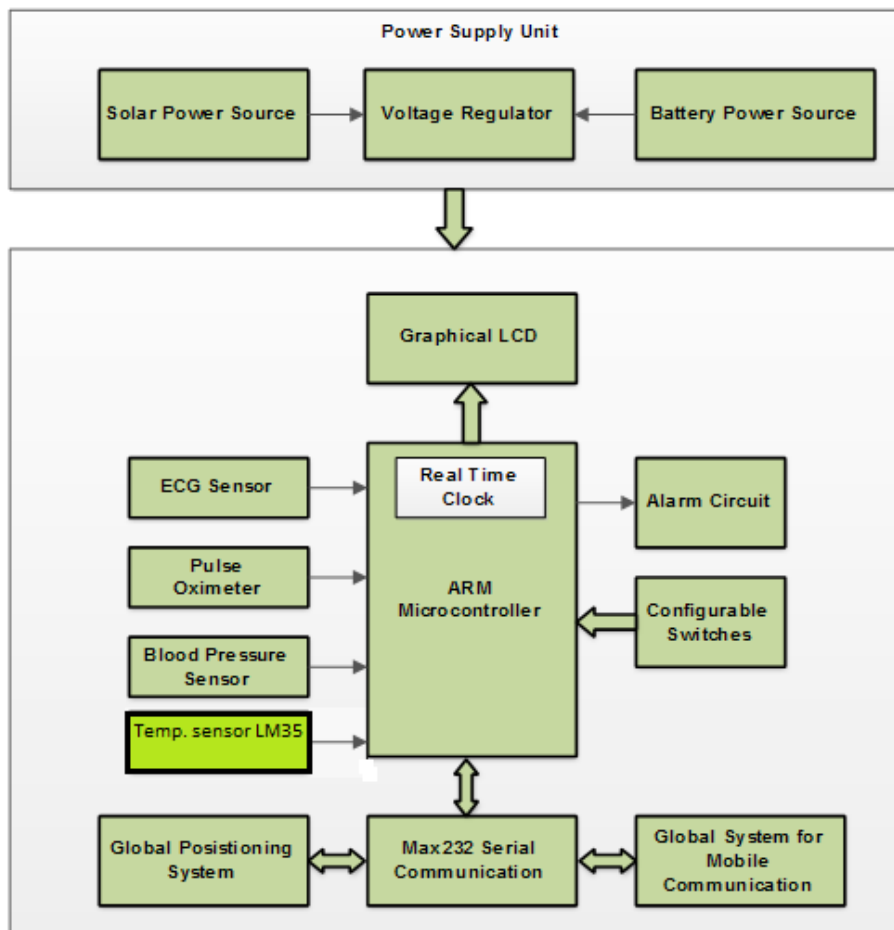 Power Supply Unit
Solar Power Source
Voltage Regulator
Battery Power Source
Graphical LCD
ECG Sensor
Real Time
Clock
Alarm Circuit
Pulse
Oximeter
ARM
Microcontroller
Configurable
Switches
Blood Pressure
Sensor
Temp. sensor LM35
Global Posistioning
System
Max232 Serial
Communication
Global System for
Mobile
Communication